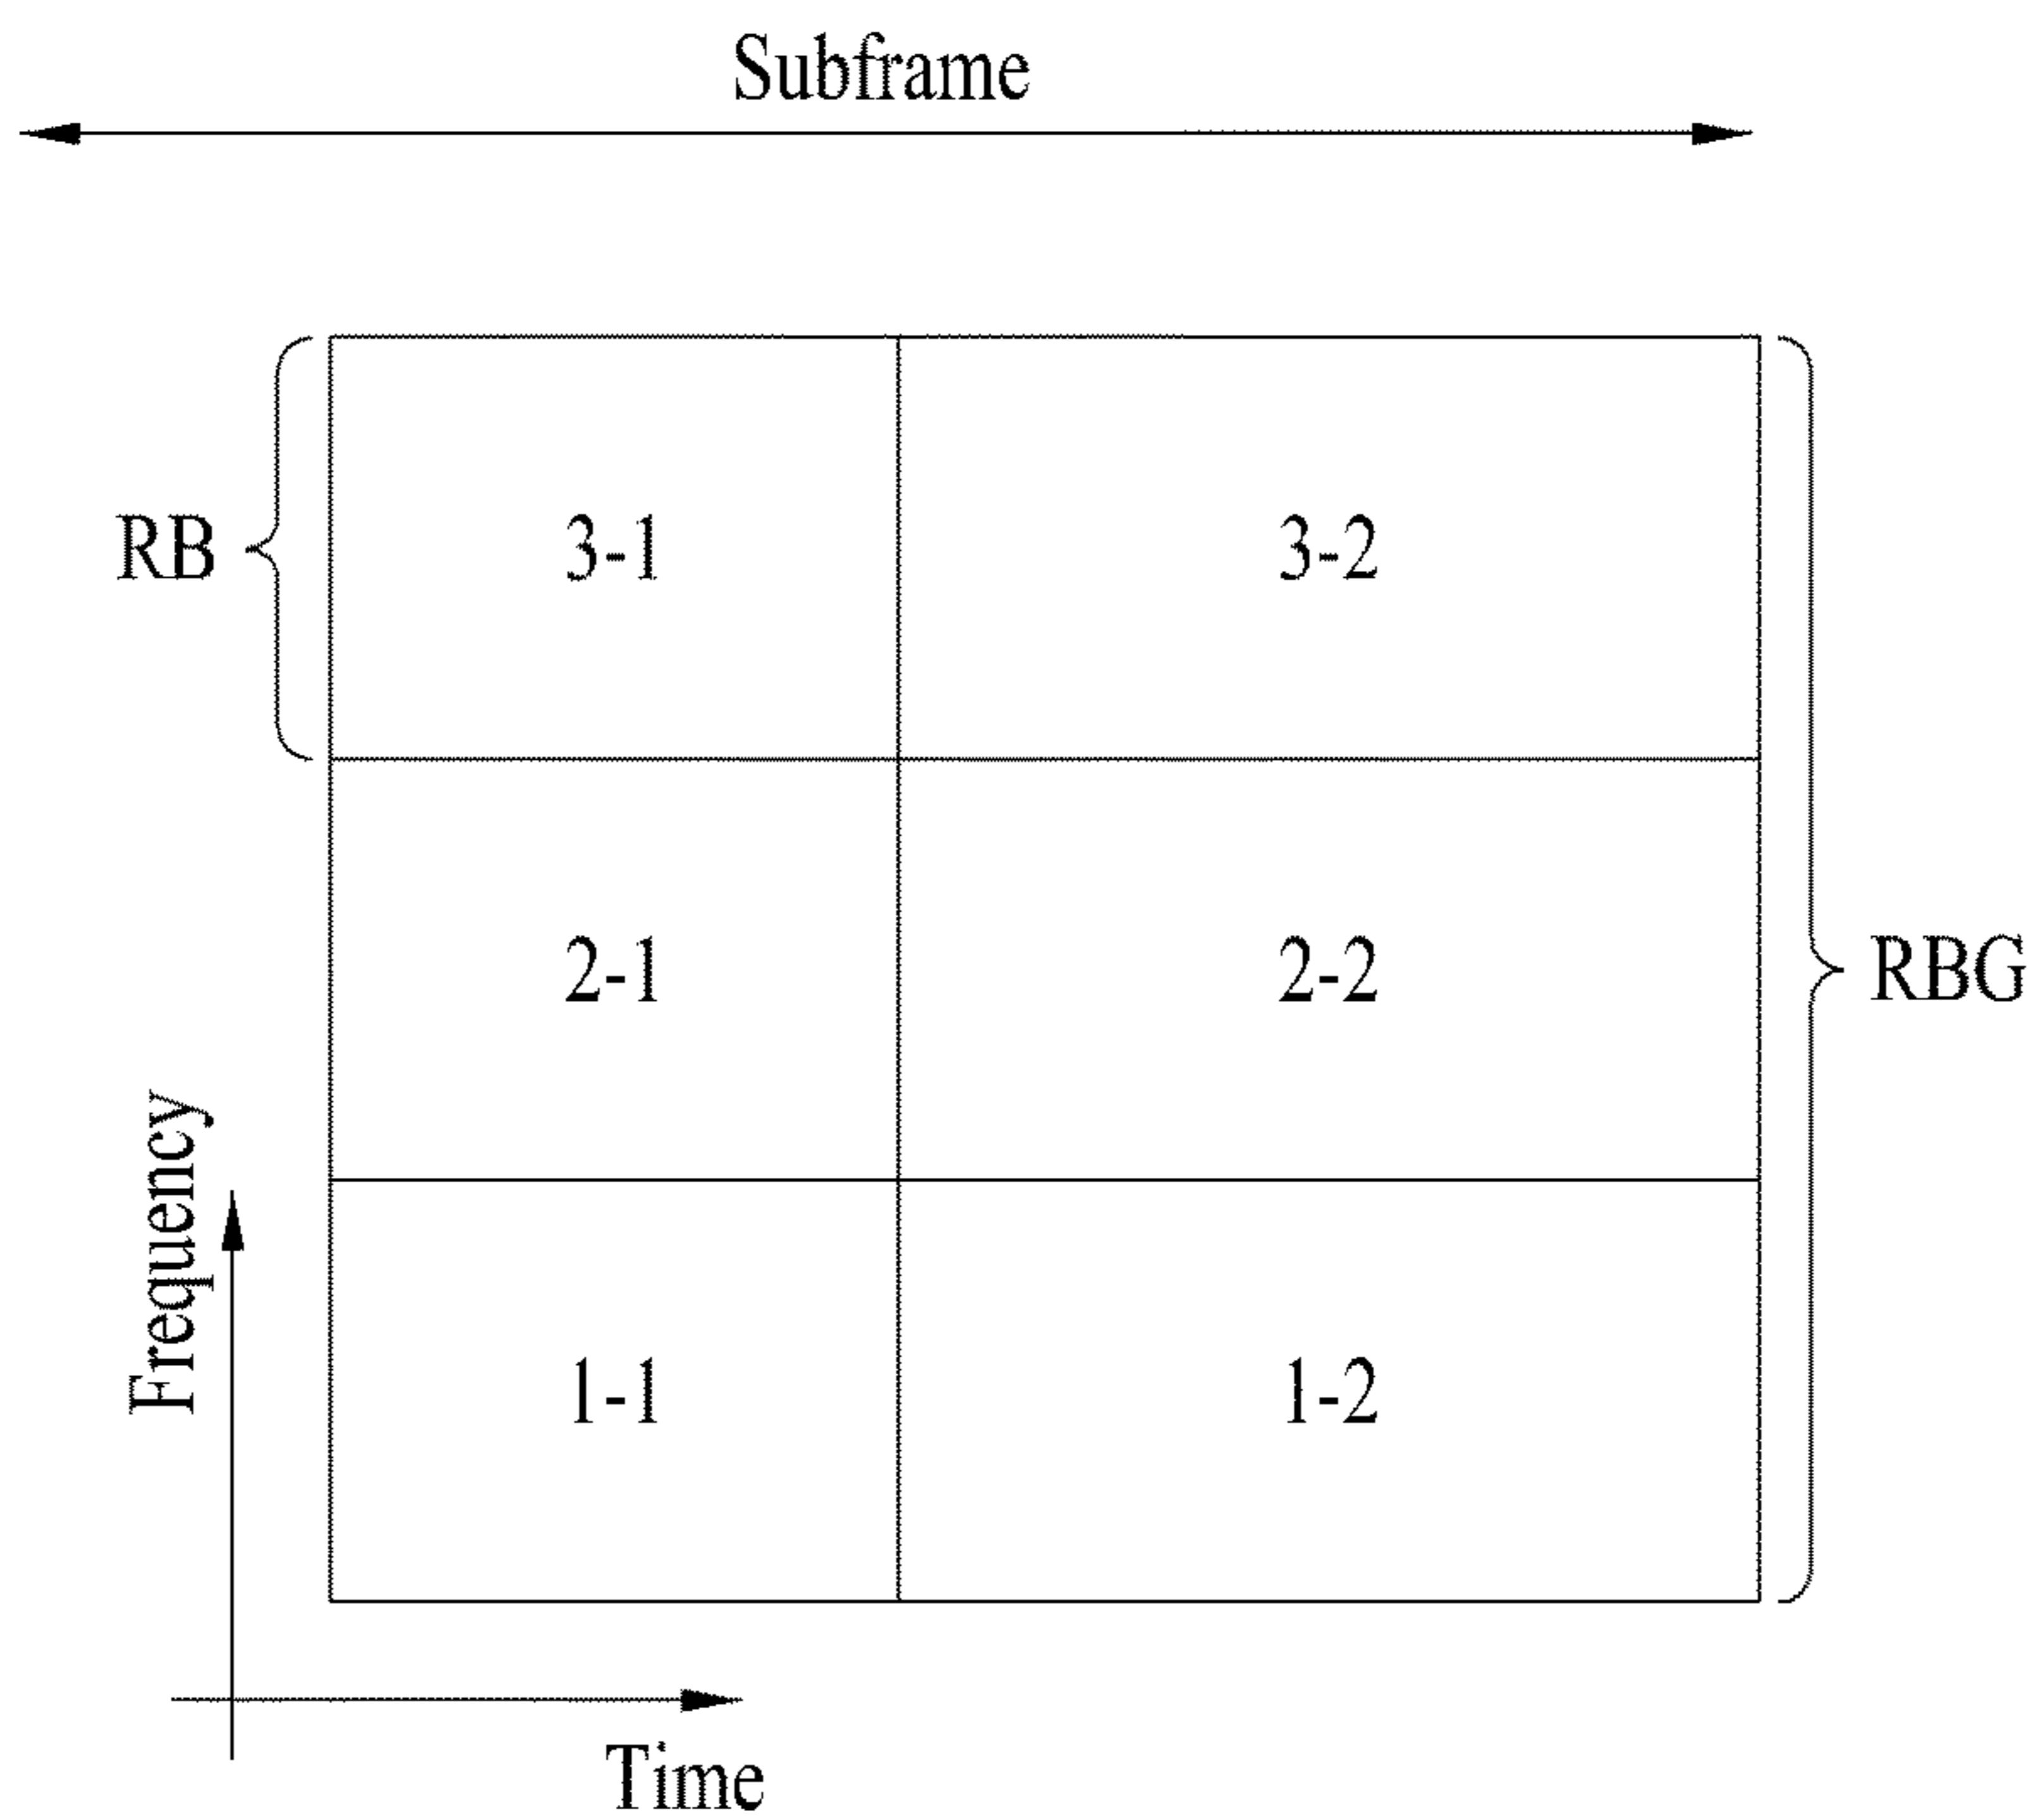 Subframe
RB
3-1
3-2
2-1
2-2
RBG
Frequency
1-1
1-2
Time